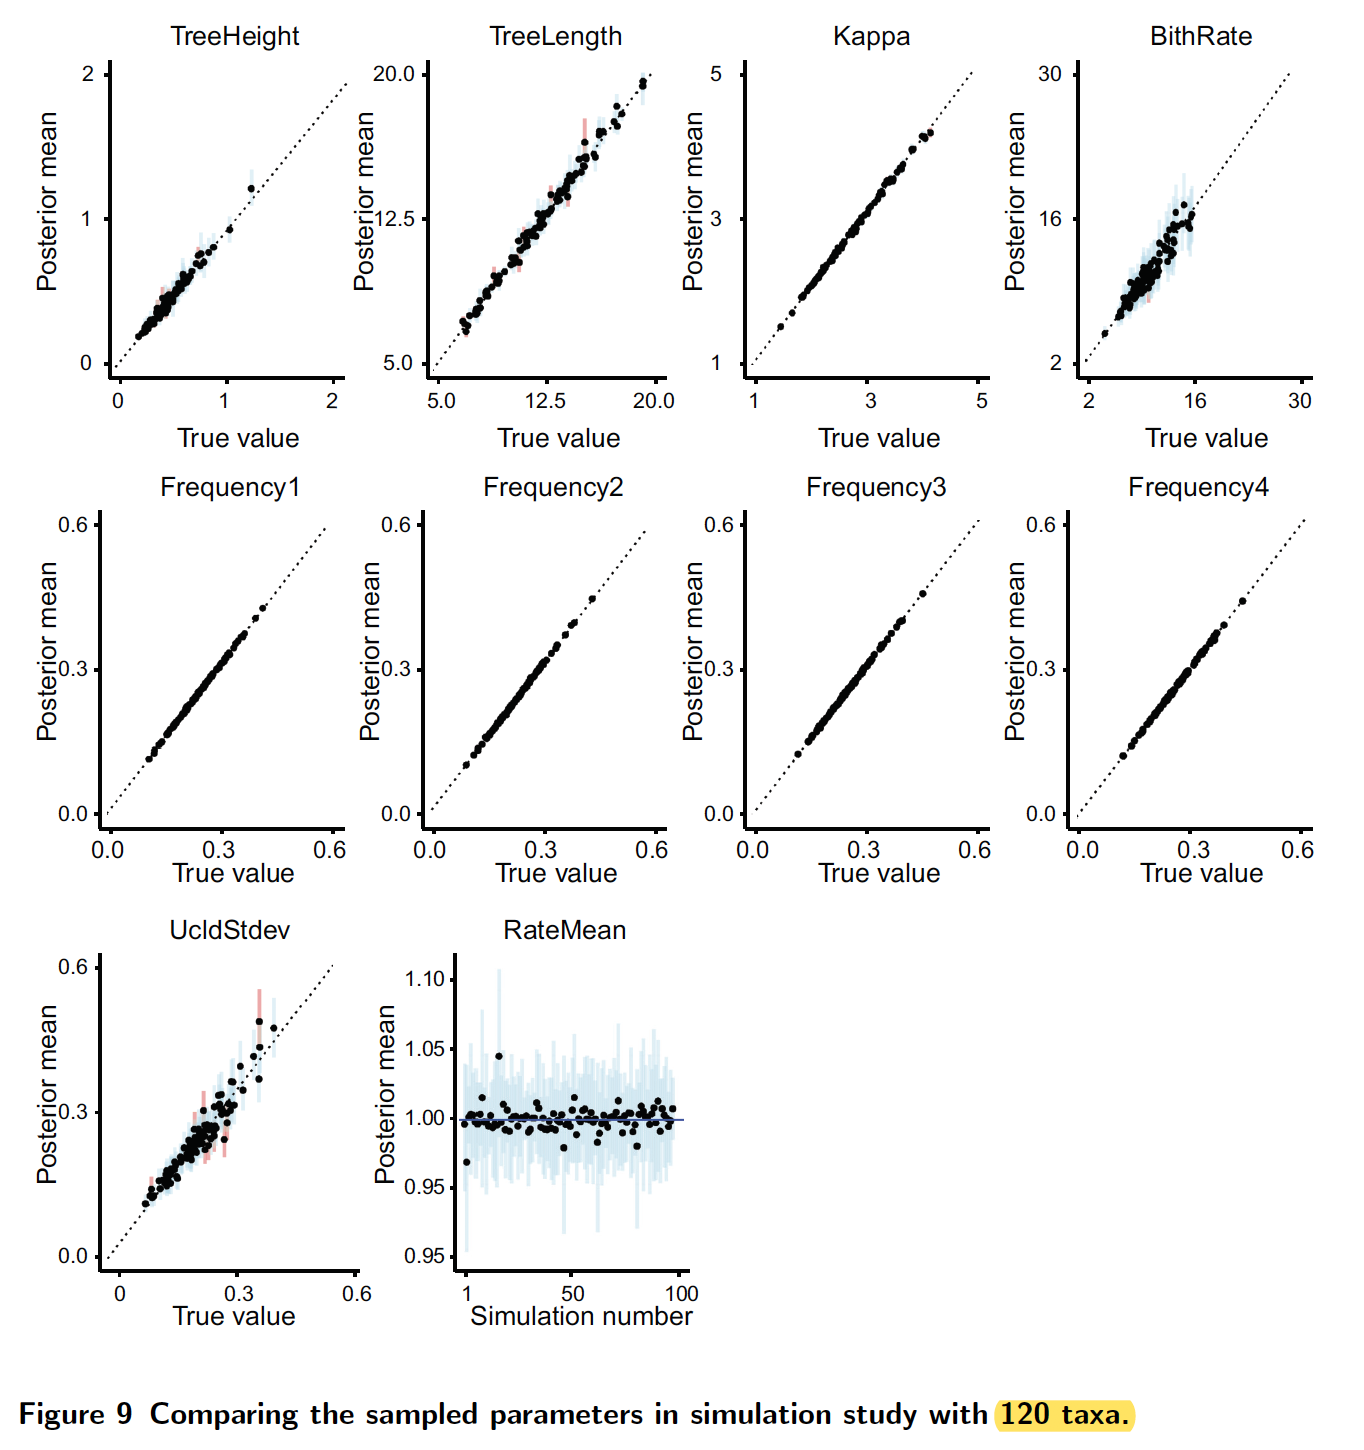 TreeHeight
TreeLength
Kappa
BithRate
2
1
0
Posterior mean
0 1 2
True value
20.0
12.5
5.0
Posterior mean
5.0 12.5 20.0
True value
5
3
1
Posterior mean
1 3 5
True value
30
16
2
Posterior mean
2 16 30
True value
Frequency1
Frequency2
Frequency3
Frequency4
0.6
0.3
0.0
Posterior mean
0.0 0.3 0.6
True value
0.6
0.3
0.0
Posterior mean
0.0 0.3 0.6
True value
0.6
0.3
0.0
Posterior mean
0.0 0.3 0.6
True value
0.6
0.3
0.0
Posterior mean
0.0 0.3 0.6
True value
UcldStdev
RateMean
0.6
0.3
0.0
Posterior mean
0 0.3 0.6
True value
1.10
1.05
1.00
0.95
0.95
Posterior mean
1 50 100
Simulation number
Figure 9 Comparing the sampled parameters in simulation study with 120 taxa.